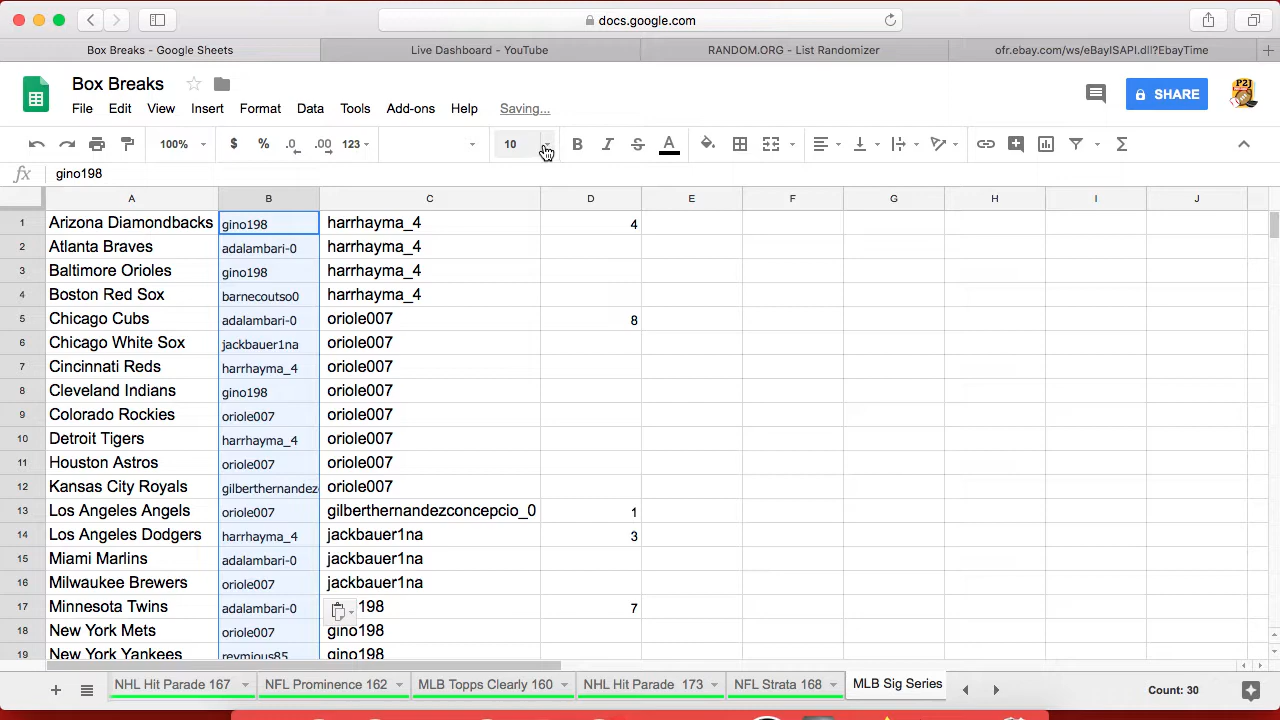 docs.google.com
Box Breaks - Google Sheets
Live Dashboard - YouTube
RANDOM.ORG - List Randomizer
ofr.ebay.com/ws/eBayISAPI.dll?EbayTime
Box Breaks
File Edit View Insert Format Data Tools Add-ons Help Saving...
SHARE
100% $ % .0 .00 123 10 B I S A Σ
fx gino198
A B C D E F G H I J
1 Arizona Diamondbacks gino198 harrhayma_4 4
2 Atlanta Braves adalambari-0 harrhayma_4
3 Baltimore Orioles gino198 harrhayma_4
4 Boston Red Sox barnecoutso0 harrhayma_4
5 Chicago Cubs adalambari-0 oriole007 8
6 Chicago White Sox jackbauer1na oriole007
7 Cincinnati Reds harrhayma_4 oriole007
8 Cleveland Indians gino198 oriole007
9 Colorado Rockies oriole007 oriole007
10 Detroit Tigers harrhayma_4 oriole007
11 Houston Astros oriole007 oriole007
12 Kansas City Royals gilberthernandez oriole007
13 Los Angeles Angels oriole007 gilberthernandezconcepcio_0 1
14 Los Angeles Dodgers harrhayma_4 jackbauer1na 3
15 Miami Marlins adalambari-0 jackbauer1na
16 Milwaukee Brewers oriole007 jackbauer1na
17 Minnesota Twins adalambari-0 198 7
18 New York Mets oriole007 gino198
19 New York Yankees reymious85 gino198
NHL Hit Parade 167 NFL Prominence 162 MLB Topps Clearly 160 NHL Hit Parade 173 NFL Strata 168 MLB Sig Series
Count: 30